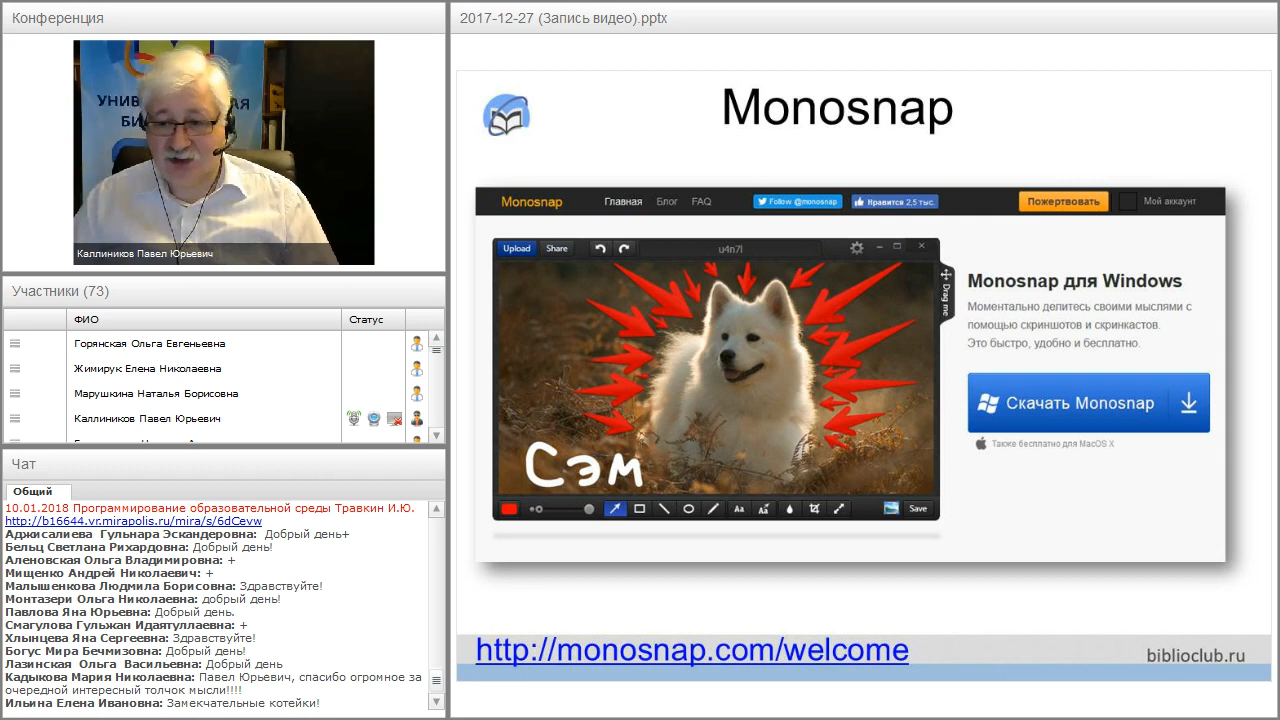 Конференция
УНИВ
АЯ
Каллиников Павел Юрьевич
Участники (73)
ФИО
Статус
Горянская Ольга Евгеньевна
Жимирук Елена Николаевна
Марушкина Наталья Борисовна
Каллиников Павел Юрьевич
Чат
Общий
10.01.2018 Программирование образовательной среды Травкин И.Ю.
http://b16644.vr.mirapolis.ru/mira/s/6dCevw
Аджисалиева Гульнара Эскандеровна: Добрый день+
Бельц Светлана Рихардовна: Добрый день!
Аленовская Ольга Владимировна: +
Мищенко Андрей Николаевич: +
Малышенкова Людмила Борисовна: Здравствуйте!
Монтазери Ольга Николаевна: добрый день!
Павлова Яна Юрьевна: Добрый день.
Смагулова Гульжан Идаятуллаевна: +
Хлынцева Яна Сергеевна: Здравствуйте!
Богус Мира Бечмизовна: Добрый день!
Лазинская Ольга Васильевна: Добрый день
Кадыкова Мария Николаевна: Павел Юрьевич, спасибо огромное за
очередной интересный толчок мысли!!!!
Ильина Елена Ивановна: Замекчательные котейки!
2017-12-27 (Запись видео).pptx
Monosnap
Monosnap Главная Блог FAQ Follow @monosnap Нравится 2,5 тыс. Пожертвовать Мой аккаунт
Upload Share u4n7l
Drag me
Сэм
Aa Aa Save
Monosnap для Windows
Моментально делитесь своими мыслями с
помощью скриншотов и скринкастов.
Это быстро, удобно и бесплатно.
Скачать Monosnap
Также бесплатно для MacOS X
http://monosnap.com/welcome
biblioclub.ru